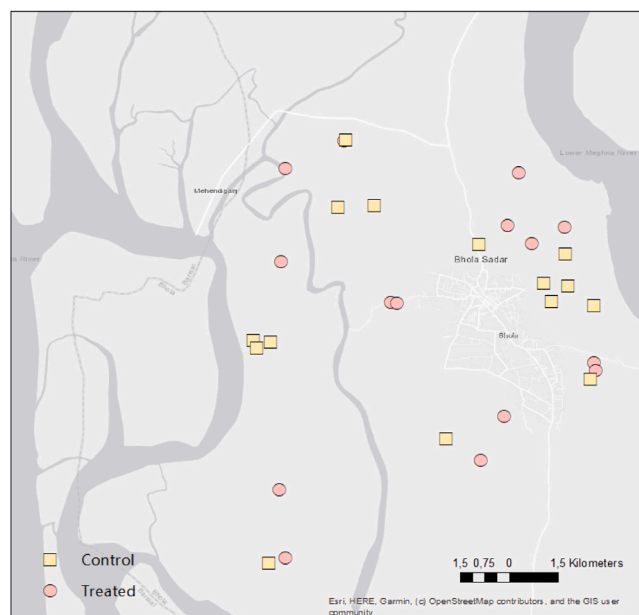 Lower Meghna River
Mehendiganj
Bhola Sadar
Bhola
Control
Treated
1,5 0,75 0 1,5 Kilometers
Esri, HERE, Garmin, (c) OpenStreetMap contributors, and the GIS user
community